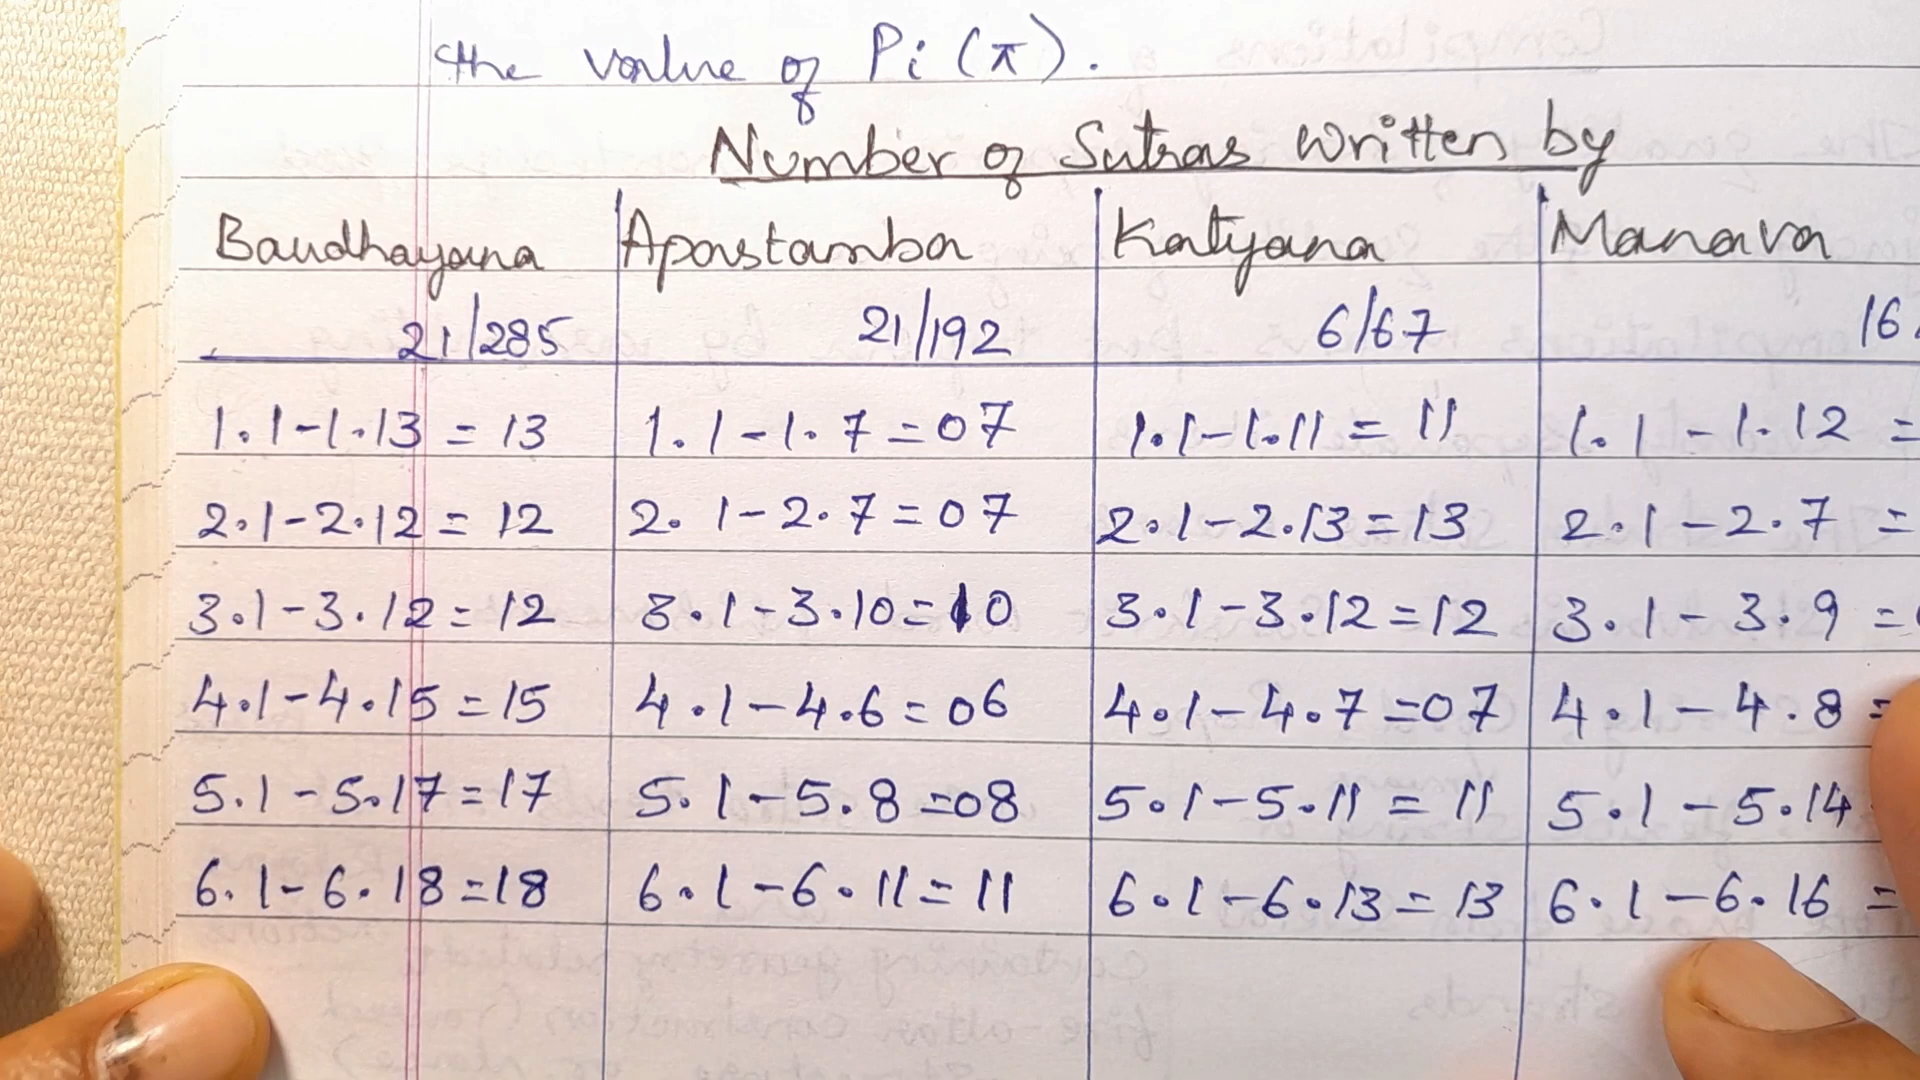 the value of Pi (π).
Number of Sutras written by
Baudhayana Apastamba Katyana Manava
21/285 21/192 6/67 16
1.1-1.13 = 13 1.1-1.7=07 1.1-1.11= 11 1.1-1.12 =
2.1-2.12= 12 2.1-2.7=07 2.1-2.13=13 2.1-2.7 =
3.1-3.12=12 3.1-3.10=10 3.1-3.12=12 3.1-3.9 =
4.1-4.15=15 4.1-4.6=06 4.1-4.7=07 4.1-4.8 =
5.1-5.17=17 5.1-5.8=08 5.1-5.11= 11 5.1-5.14
6.1-6.18=18 6.1-6.11=11 6.1-6.13=13 6.1-6.16 =